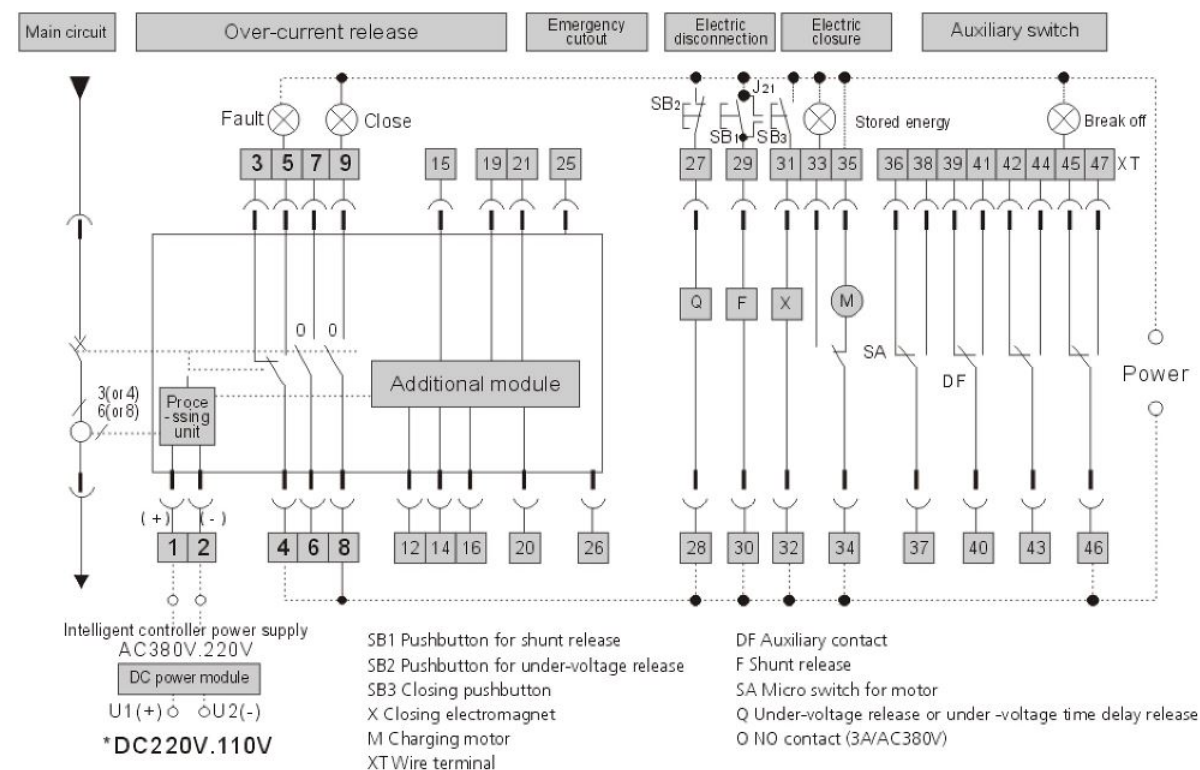 Main circuit
Over-current release
Emergency
cutout
Electric
disconnection
Electric
closure
Auxiliary switch
Fault
Close
SB2
J21
SB1
SB3
Stored energy
Break off
3 5 7 9
15
19 21
25
27
29
31 33 35
36 38 39 41 42 44 45 47 XT
Q
F
X
M
O O
SA
DF
Power
3(or 4)
6(or 8)
Proce
-ssing
unit
Additional module
(+) (-)
1 2
4 6 8
12 14 16
20
26
28
30
32
34
37
40
43
46
Intelligent controller power supply
AC380V.220V
DC power module
U1(+) U2(-)
*DC220V.110V
SB1 Pushbutton for shunt release
SB2 Pushbutton for under-voltage release
SB3 Closing pushbutton
X Closing electromagnet
M Charging motor
XT Wire terminal
DF Auxiliary contact
F Shunt release
SA Micro switch for motor
Q Under-voltage release or under -voltage time delay release
O NO contact (3A/AC380V)